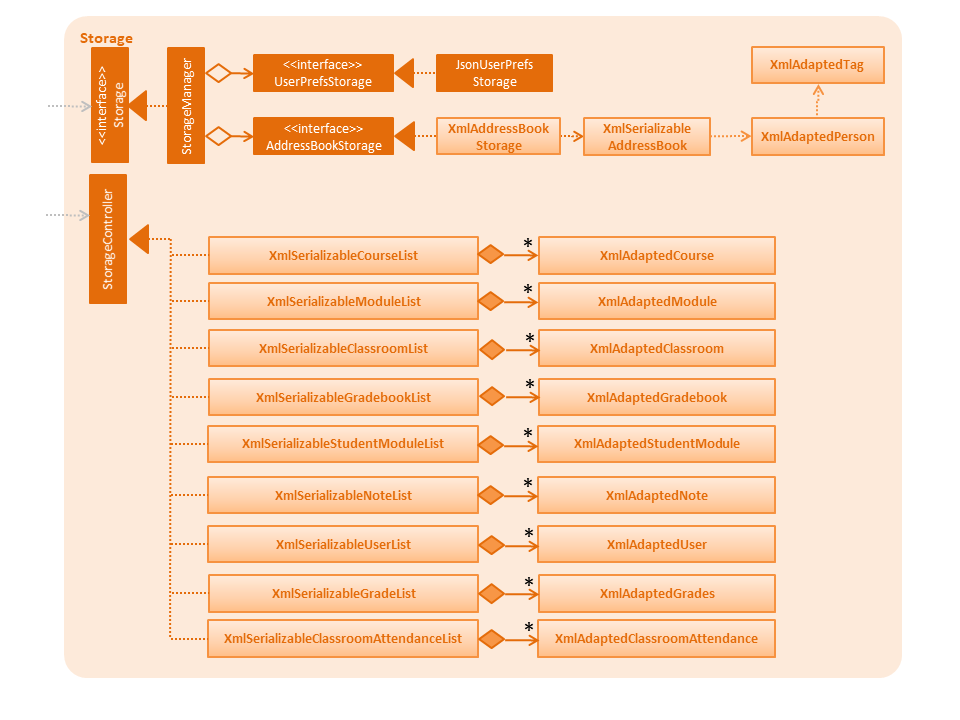 Storage
<<interface>>
Storage
StorageManager
<<interface>>
UserPrefsStorage
JsonUserPrefs
Storage
XmlAdaptedTag
<<interface>>
AddressBookStorage
XmlAddressBook
Storage
XmlSerializable
AddressBook
XmlAdaptedPerson
StorageController
XmlSerializableCourseList
*
XmlAdaptedCourse
XmlSerializableModuleList
*
XmlAdaptedModule
XmlSerializableClassroomList
*
XmlAdaptedClassroom
XmlSerializableGradebookList
*
XmlAdaptedGradebook
XmlSerializableStudentModuleList
*
XmlAdaptedStudentModule
XmlSerializableNoteList
*
XmlAdaptedNote
XmlSerializableUserList
*
XmlAdaptedUser
XmlSerializableGradeList
*
XmlAdaptedGrades
XmlSerializableClassroomAttendanceList
*
XmlAdaptedClassroomAttendance